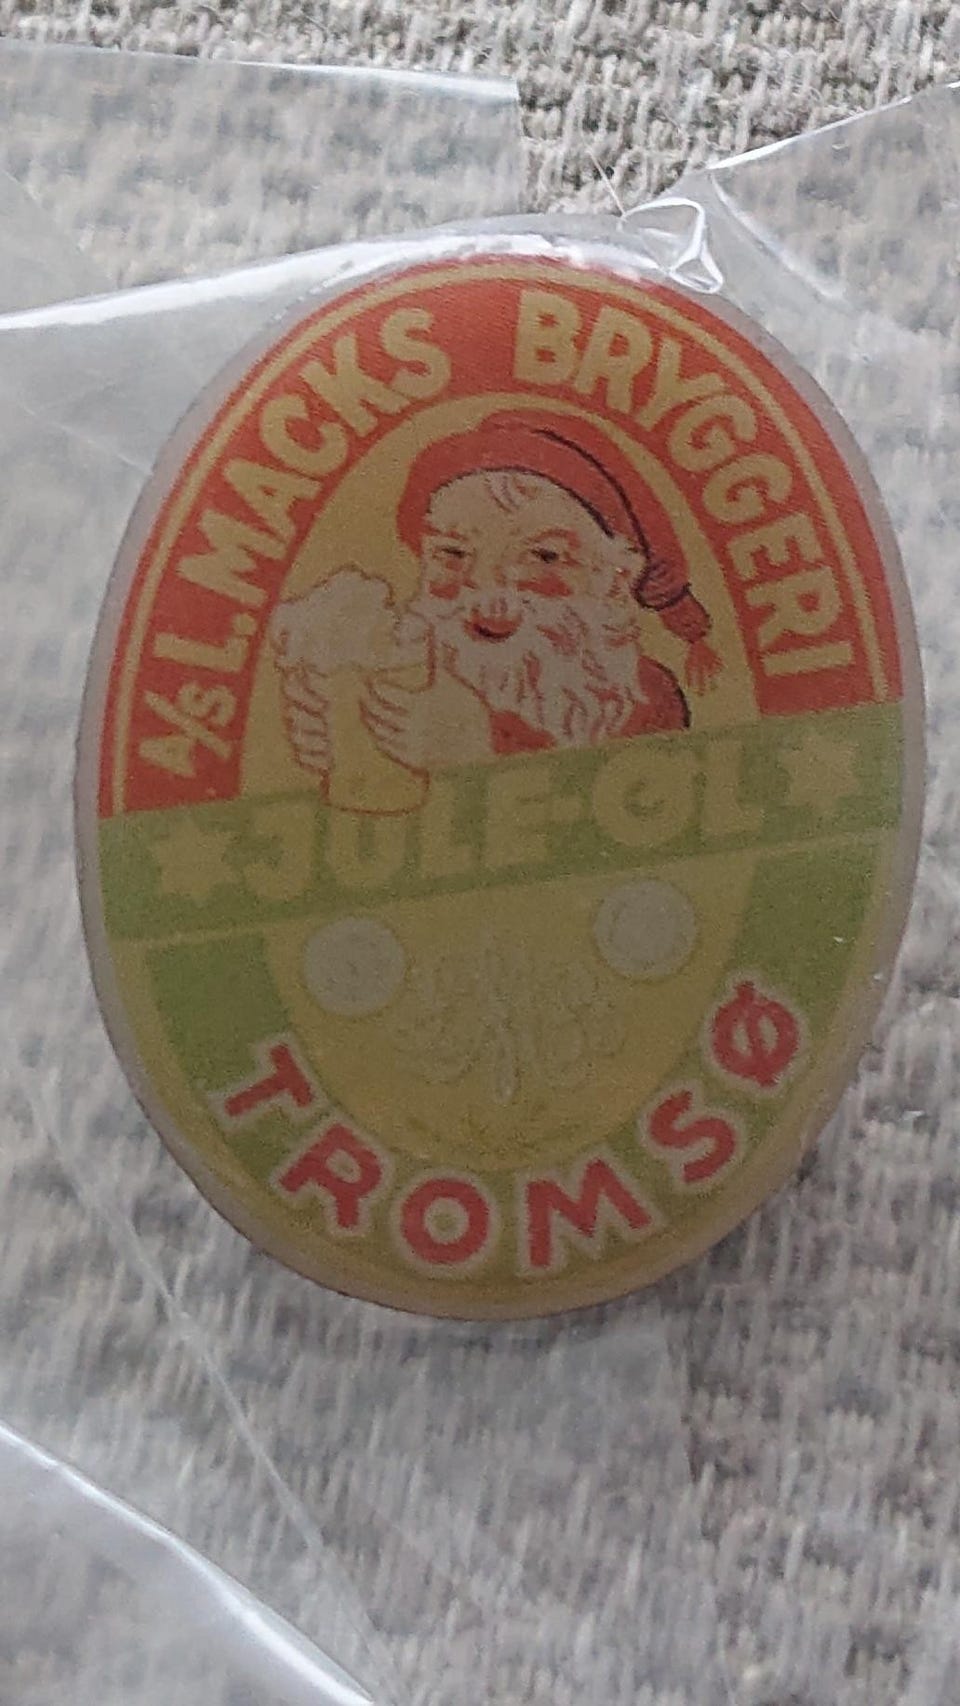 A/S L. MACKS BRYGGERI
JULE-ØL
TROMSØ